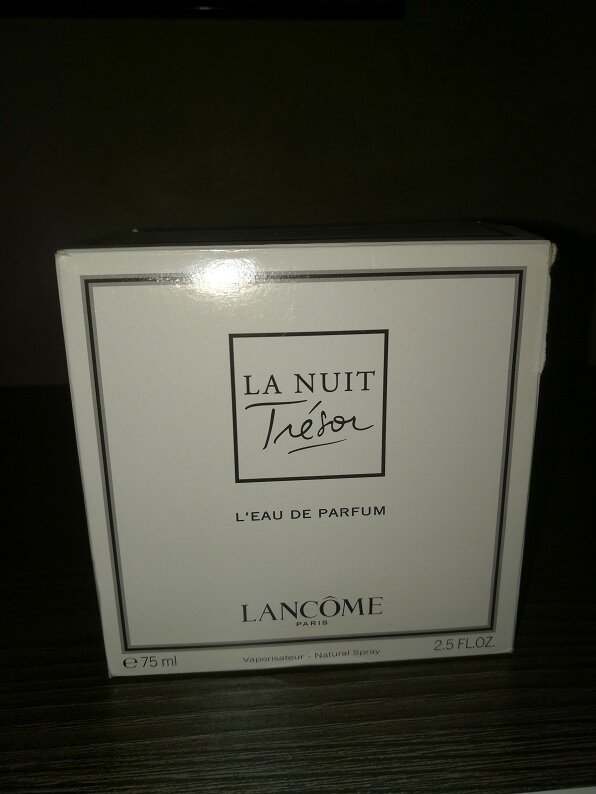 LA NUIT
Trésor
L'EAU DE PARFUM
LANCÔME
PARIS
e 75 ml
Vaporisateur - Natural Spray
2.5 FL.OZ.